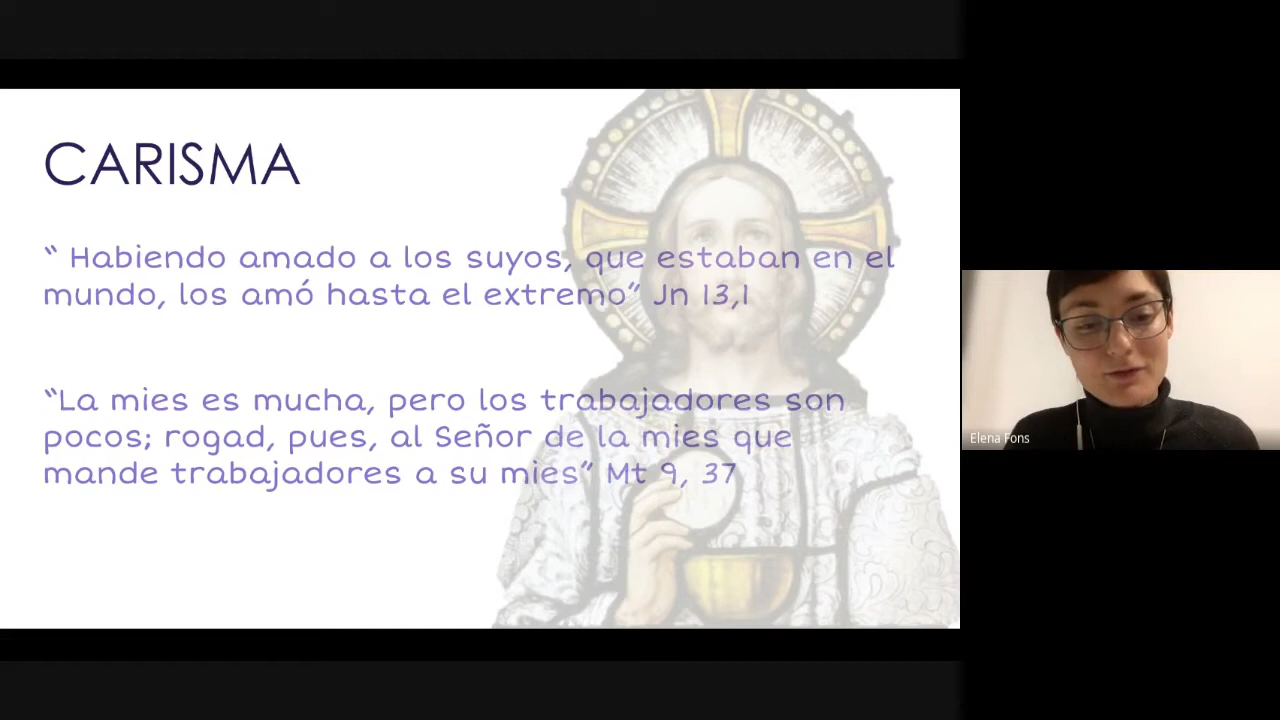 CARISMA
“ Habiendo amado a los suyos, que estaban en el
mundo, los amó hasta el extremo” Jn 13,1
“La mies es mucha, pero los trabajadores son
pocos; rogad, pues, al Señor de la mies que
mande trabajadores a su mies” Mt 9, 37
Elena Fons